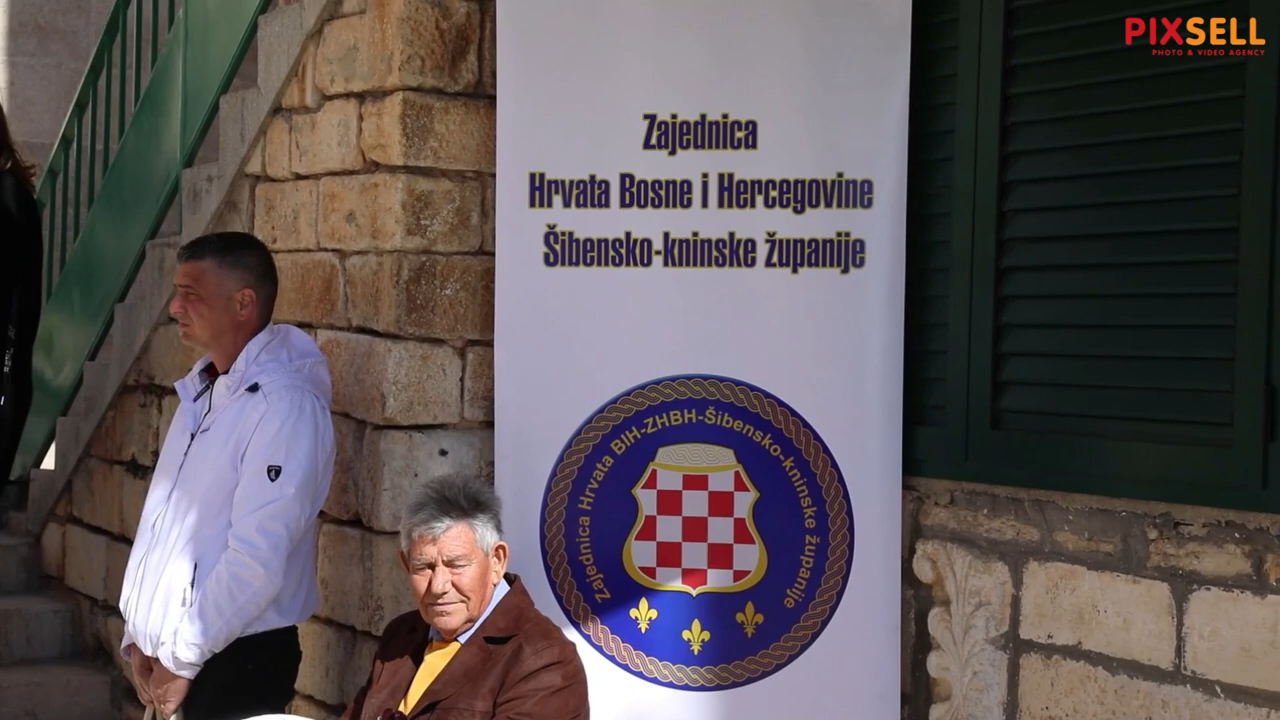 PIXSELL
PHOTO & VIDEO AGENCY
Zajednica
Hrvata Bosne i Hercegovine
Šibensko-kninske županije
Zajednica Hrvata BIH-ZHBH-Šibensko-kninske županije